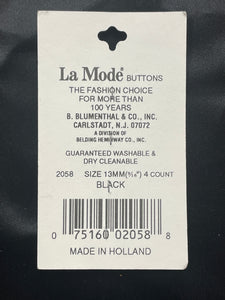 La Mode® BUTTONS
THE FASHION CHOICE
FOR MORE THAN
100 YEARS
B. BLUMENTHAL & CO., INC.
CARLSTADT, N.J. 07072
A DIVISION OF
BELDING HEMINWAY CO., INC.
GUARANTEED WASHABLE &
DRY CLEANABLE
2058 SIZE 13MM (½") 4 COUNT
BLACK
0 75160 02058 8
MADE IN HOLLAND